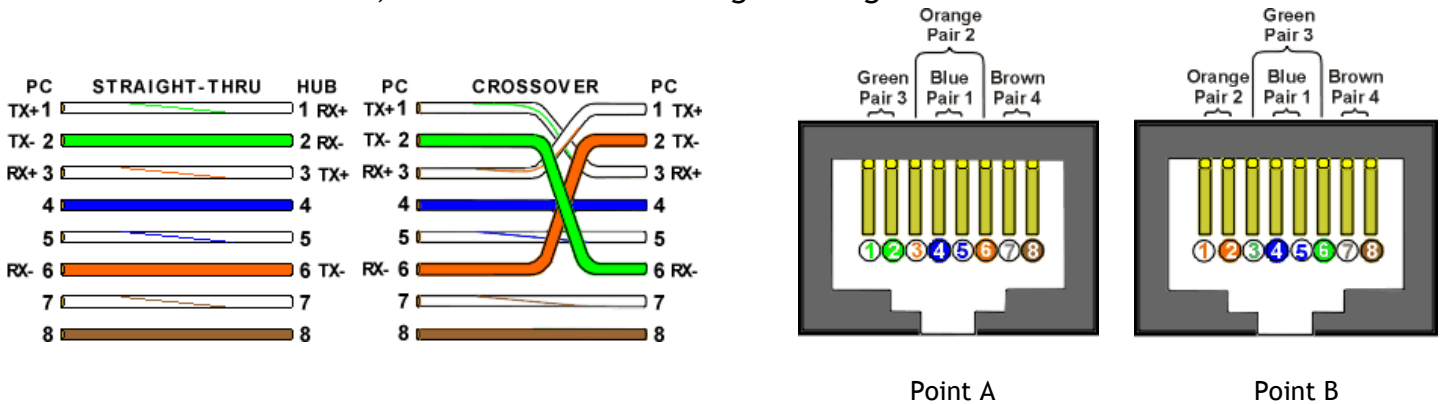 PC STRAIGHT-THRU HUB
TX+ 1 1 RX+
TX- 2 2 RX-
RX+ 3 3 TX+
4 4
5 5
RX- 6 6 TX-
7 7
8 8
PC CROSSOVER PC
TX+ 1 1 TX+
TX- 2 2 TX-
RX+ 3 3 RX+
4 4
5 5
RX- 6 6 RX-
7 7
8 8
Orange
Pair 2
Green Blue Brown
Pair 3 Pair 1 Pair 4
1 2 3 4 5 6 7 8
Point A
Green
Pair 3
Orange Blue Brown
Pair 2 Pair 1 Pair 4
1 2 3 4 5 6 7 8
Point B